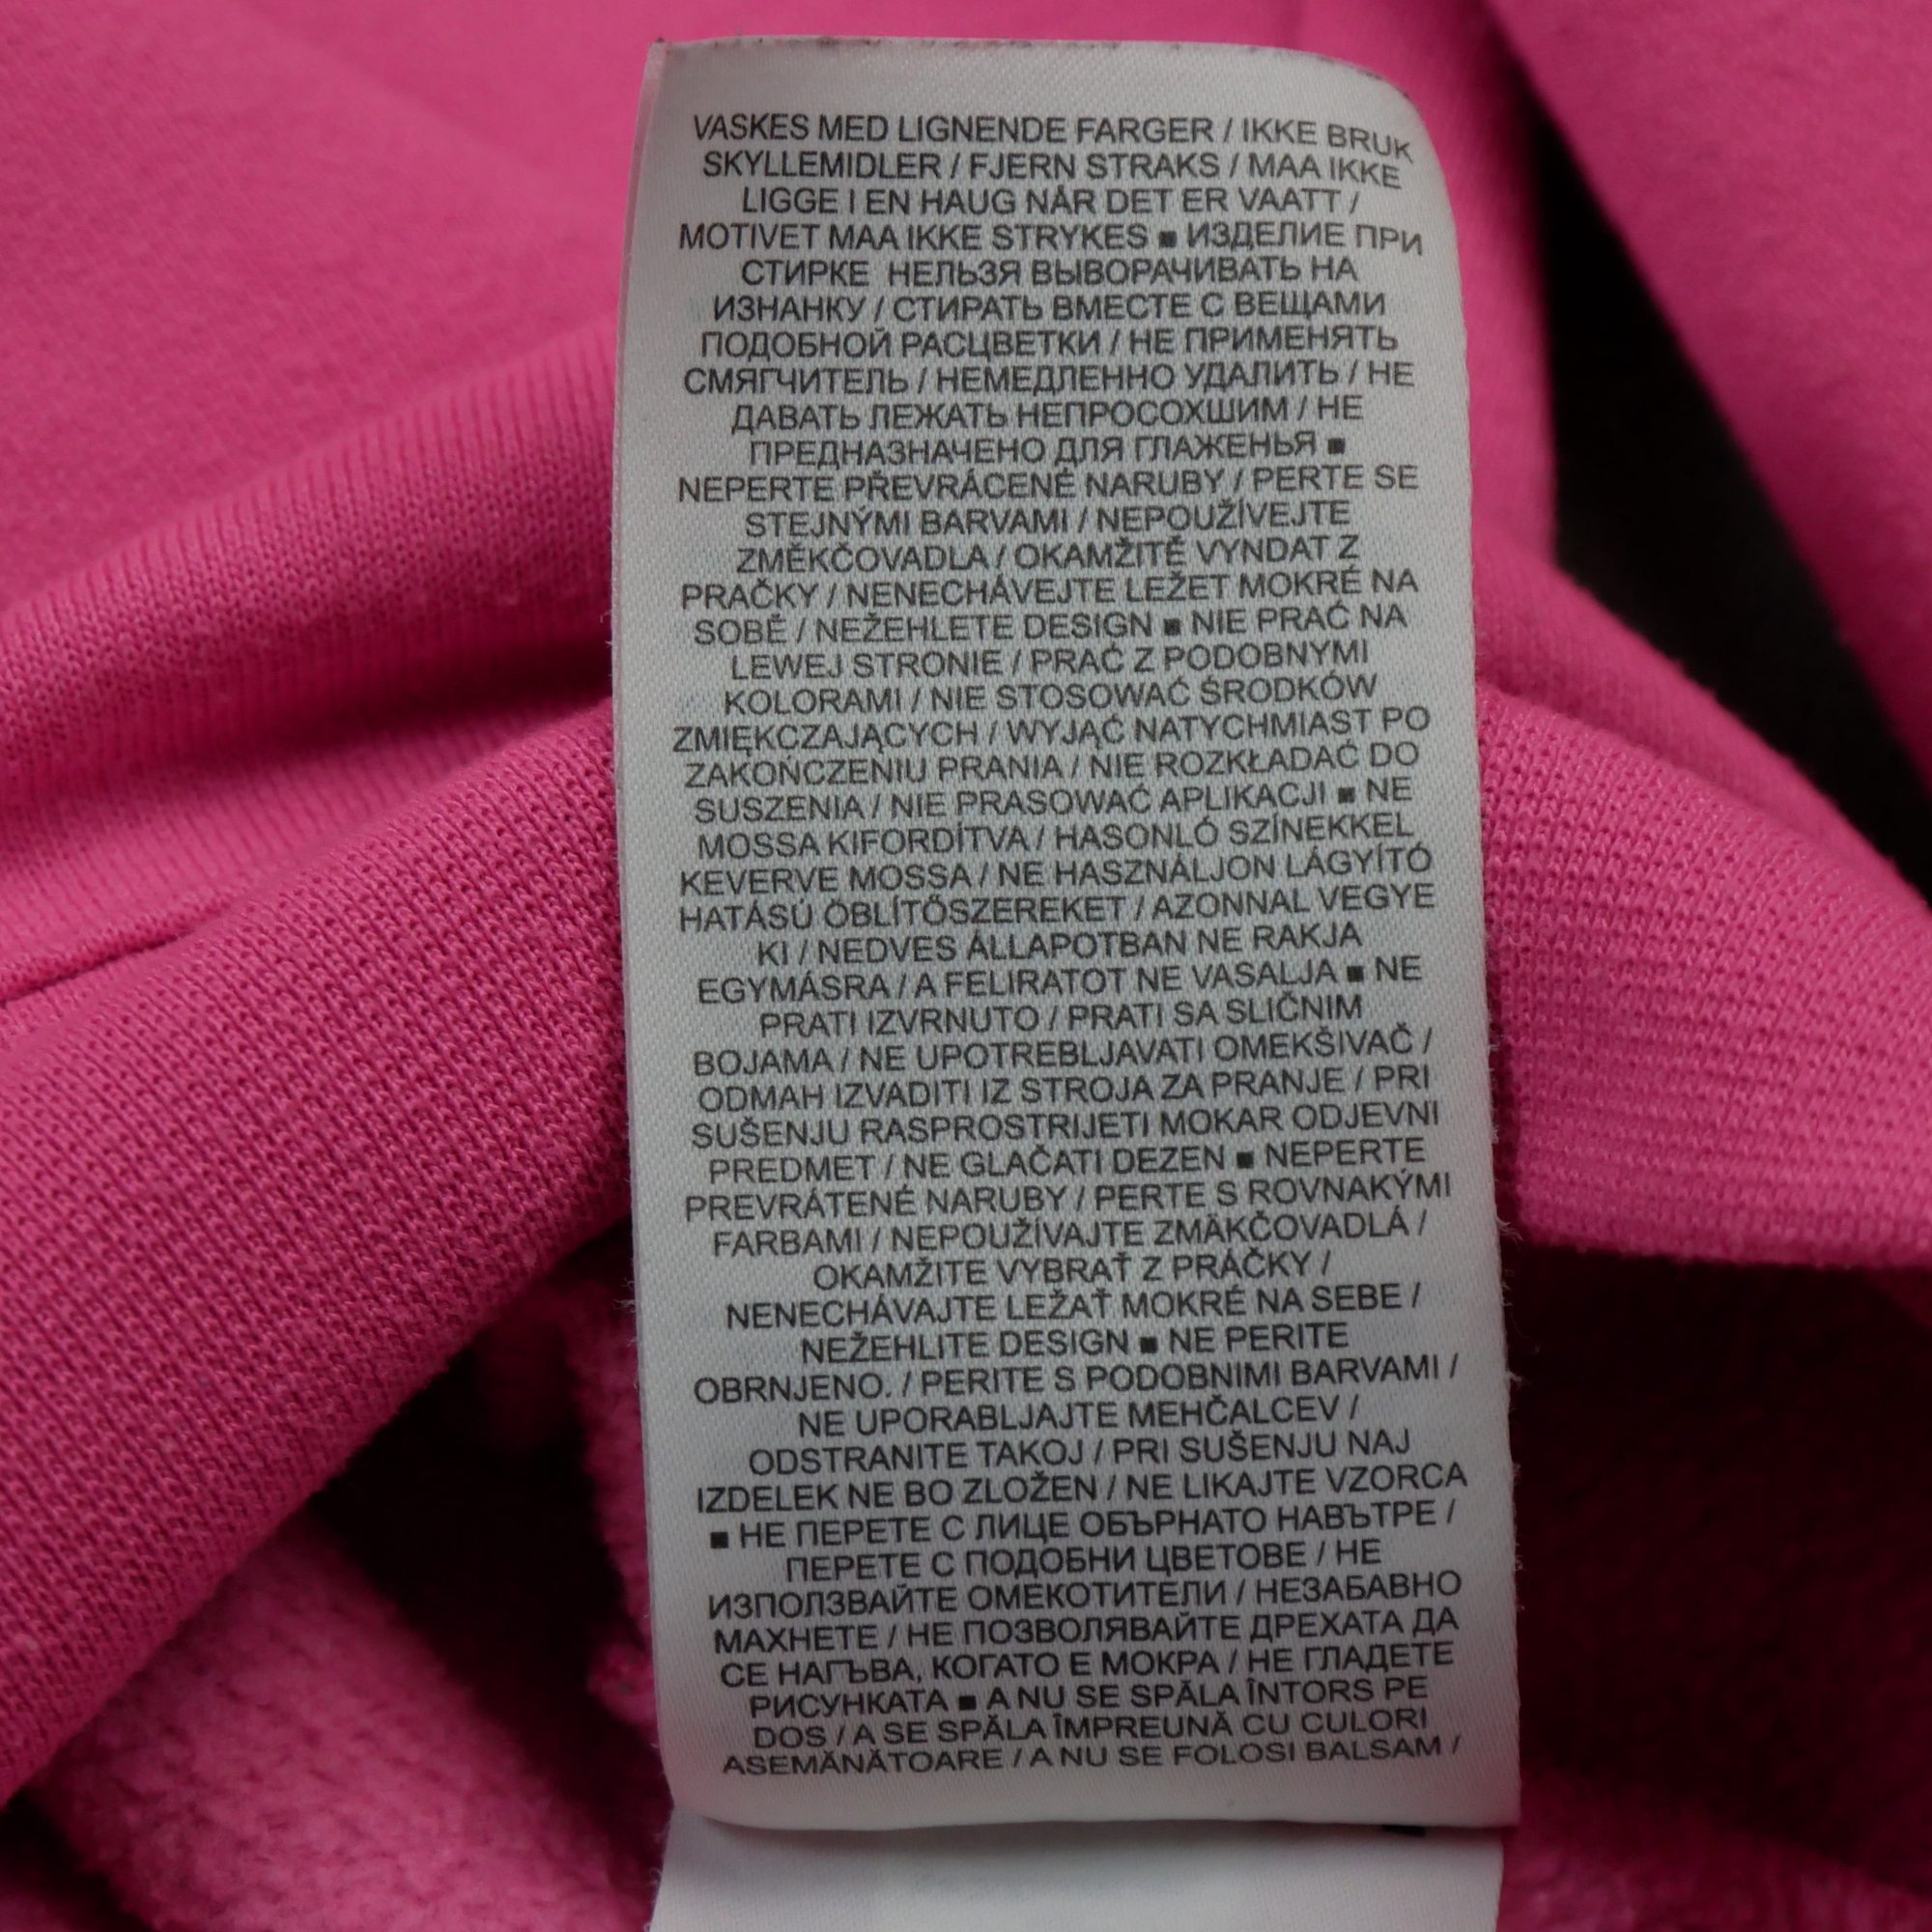 VASKES MED LIGNENDE FARGER / IKKE BRUK
SKYLLEMIDLER / FJERN STRAKS / MAA IKKE
LIGGE I EN HAUG NÅR DET ER VAATT /
MOTIVET MAA IKKE STRYKES ■ ИЗДЕЛИЕ ПРИ
СТИРКЕ НЕЛЬЗЯ ВЫВОРАЧИВАТЬ НА
ИЗНАНКУ / СТИРАТЬ ВМЕСТЕ С ВЕЩАМИ
ПОДОБНОЙ РАСЦВЕТКИ / НЕ ПРИМЕНЯТЬ
СМЯГЧИТЕЛЬ / НЕМЕДЛЕННО УДАЛИТЬ / НЕ
ДАВАТЬ ЛЕЖАТЬ НЕПРОСОХШИМ / НЕ
ПРЕДНАЗНАЧЕНО ДЛЯ ГЛАЖЕНЬЯ ■
NEPERTE PŘEVRÁCENÉ NARUBY / PERTE SE
STEJNÝMI BARVAMI / NEPOUŽÍVEJTE
ZMĚKČOVADLA / OKAMŽITĚ VYNDAT Z
PRAČKY / NENECHÁVEJTE LEŽET MOKRÉ NA
SOBĚ / NEŽEHLETE DESIGN ■ NIE PRAĆ NA
LEWEJ STRONIE / PRAĆ Z PODOBNYMI
KOLORAMI / NIE STOSOWAĆ ŚRODKÓW
ZMIĘKCZAJĄCYCH / WYJĄĆ NATYCHMIAST PO
ZAKOŃCZENIU PRANIA / NIE ROZKŁADAĆ DO
SUSZENIA / NIE PRASOWAĆ APLIKACJI ■ NE
MOSSA KIFORDÍTVA / HASONLÓ SZÍNEKKEL
KEVERVE MOSSA / NE HASZNÁLJON LÁGYÍTÓ
HATÁSÚ ÖBLÍTŐSZEREKET / AZONNAL VEGYE
KI / NEDVES ÁLLAPOTBAN NE RAKJA
EGYMÁSRA / A FELIRATOT NE VASALJA ■ NE
PRATI IZVRNUTO / PRATI SA SLIČNIM
BOJAMA / NE UPOTREBLJAVATI OMEKŠIVAČ /
ODMAH IZVADITI IZ STROJA ZA PRANJE / PRI
SUŠENJU RASPROSTRIJETI MOKAR ODJEVNI
PREDMET / NE GLAČATI DEZEN ■ NEPERTE
PREVRÁTENÉ NARUBY / PERTE S ROVNAKÝMI
FARBAMI / NEPOUŽÍVAJTE ZMÄKČOVADLÁ /
OKAMŽITE VYBRAŤ Z PRÁČKY /
NENECHÁVAJTE LEŽAŤ MOKRÉ NA SEBE /
NEŽEHLITE DESIGN ■ NE PERITE
OBRNJENO. / PERITE S PODOBNIMI BARVAMI /
NE UPORABLJAJTE MEHČALCEV /
ODSTRANITE TAKOJ / PRI SUŠENJU NAJ
IZDELEK NE BO ZLOŽEN / NE LIKAJTE VZORCA
■ НЕ ПЕРЕТЕ С ЛИЦЕ ОБЪРНАТО НАВЪТРЕ /
ПЕРЕТЕ С ПОДОБНИ ЦВЕТОВЕ / НЕ
ИЗПОЛЗВАЙТЕ ОМЕКОТИТЕЛИ / НЕЗАБАВНО
МАХНЕТЕ / НЕ ПОЗВОЛЯВАЙТЕ ДРЕХАТА ДА
СЕ НАГЪВА, КОГАТО Е МОКРА / НЕ ГЛАДЕТЕ
РИСУНКАТА ■ A NU SE SPĂLA ÎNTORS PE
DOS / A SE SPĂLA ÎMPREUNĂ CU CULORI
ASEMĂNĂTOARE / A NU SE FOLOSI BALSAM /